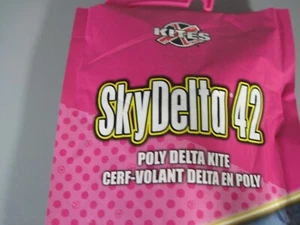 KITES
SkyDelta 42
POLY DELTA KITE
CERF-VOLANT DELTA EN POLY